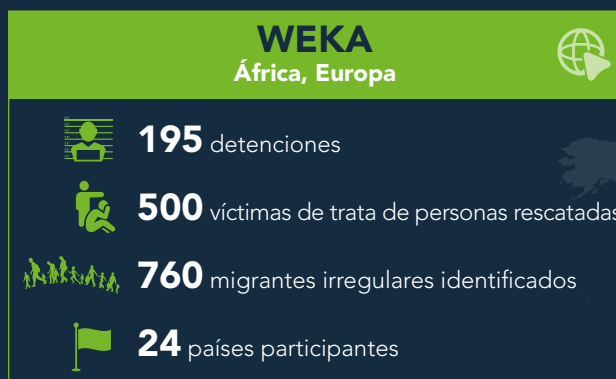 WEKA
África, Europa
195 detenciones
500 víctimas de trata de personas rescatadas
760 migrantes irregulares identificados
24 países participantes